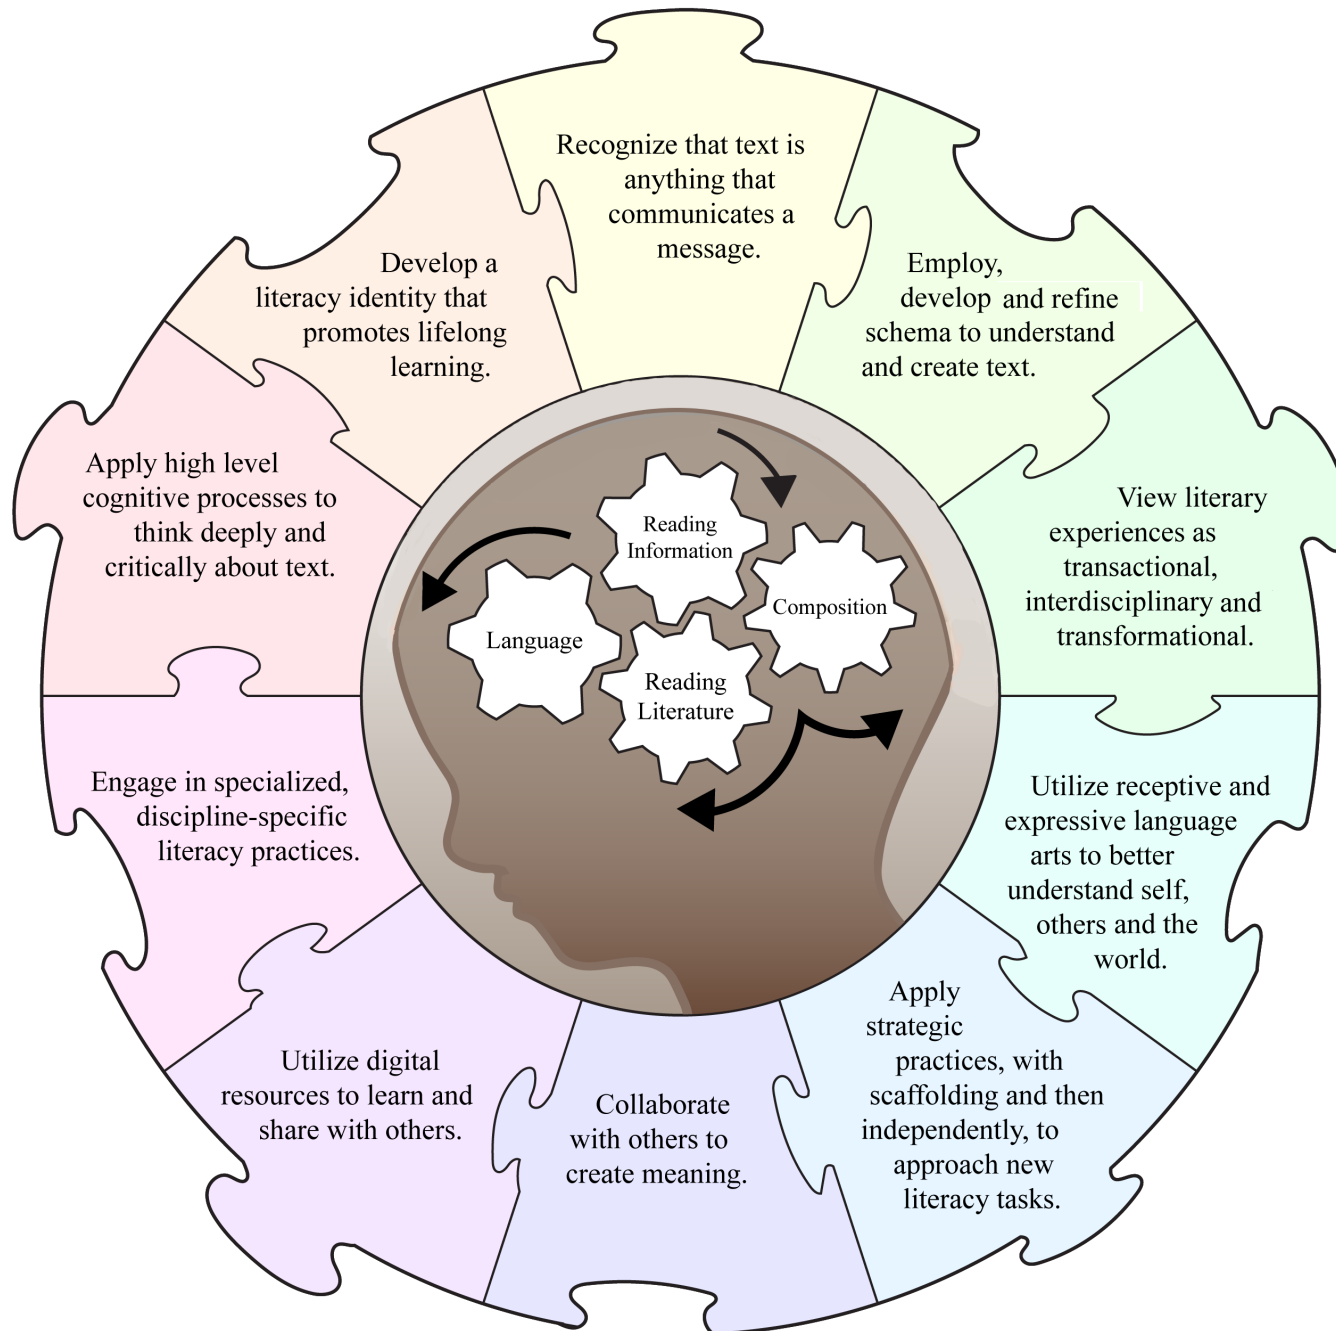 Recognize that text is
anything that
communicates a
message.
Employ,
develop and refine
schema to understand
and create text.
View literary
experiences as
transactional,
interdisciplinary and
transformational.
Utilize receptive and
expressive language
arts to better
understand self,
others and the
world.
Apply
strategic
practices, with
scaffolding and then
independently, to
approach new
literacy tasks.
Collaborate
with others to
create meaning.
Utilize digital
resources to learn and
share with others.
Engage in specialized,
discipline-specific
literacy practices.
Apply high level
cognitive processes to
think deeply and
critically about text.
Develop a
literacy identity that
promotes lifelong
learning.
Reading
Information
Composition
Language
Reading
Literature